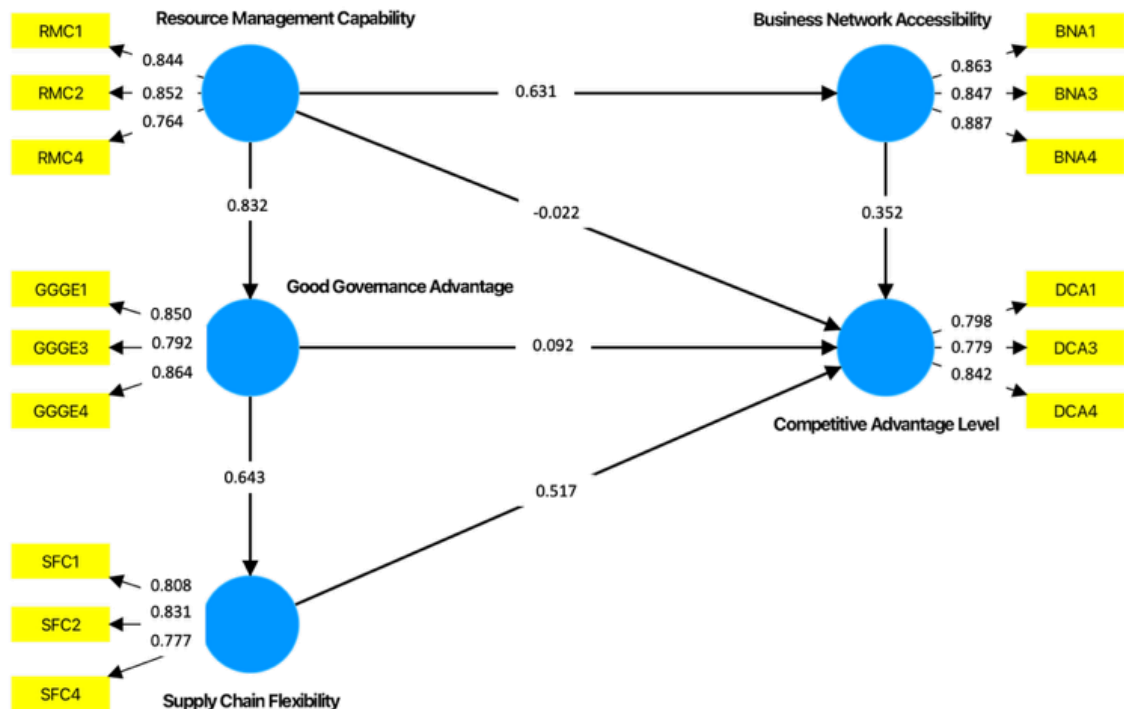 Resource Management Capability
Business Network Accessibility
RMC1
0.844
RMC2
0.852
0.764
RMC4
0.631
0.863
BNA1
0.847
BNA3
0.887
BNA4
0.832
-0.022
0.352
Good Governance Advantage
GGGE1
0.850
GGGE3
0.792
0.864
GGGE4
0.092
0.798
DCA1
0.779
DCA3
0.842
DCA4
Competitive Advantage Level
0.643
0.517
SFC1
0.808
SFC2
0.831
0.777
SFC4
Supply Chain Flexibility